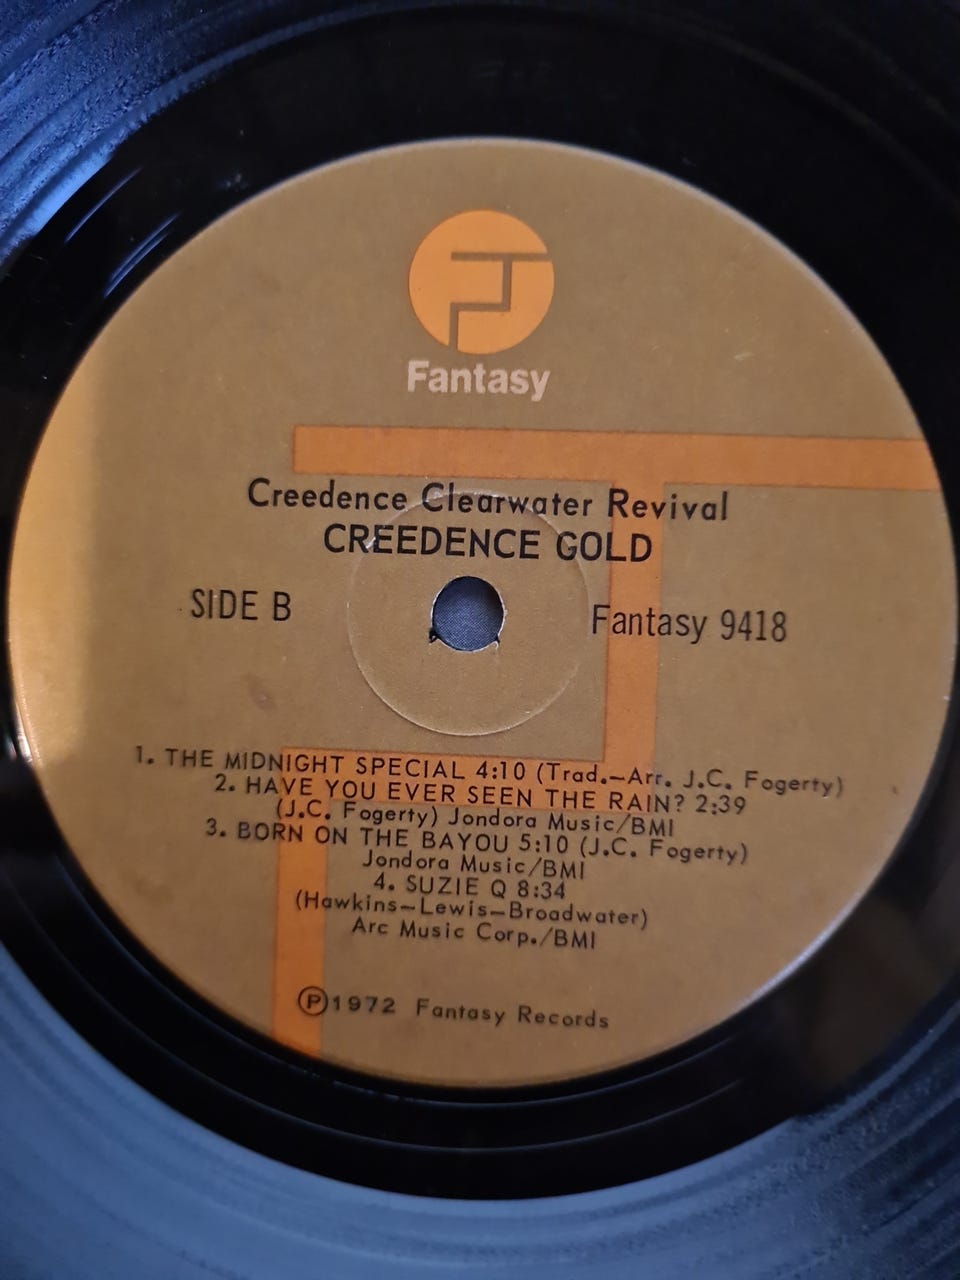 Fantasy
Creedence Clearwater Revival
CREEDENCE GOLD
SIDE B
Fantasy 9418
1. THE MIDNIGHT SPECIAL 4:10 (Trad.—Arr. J.C. Fogerty)
2. HAVE YOU EVER SEEN THE RAIN? 2:39
(J.C. Fogerty) Jondora Music/BMI
3. BORN ON THE BAYOU 5:10 (J.C. Fogerty)
Jondora Music/BMI
4. SUZIE Q 8:34
(Hawkins—Lewis—Broadwater)
Arc Music Corp./BMI
℗1972 Fantasy Records